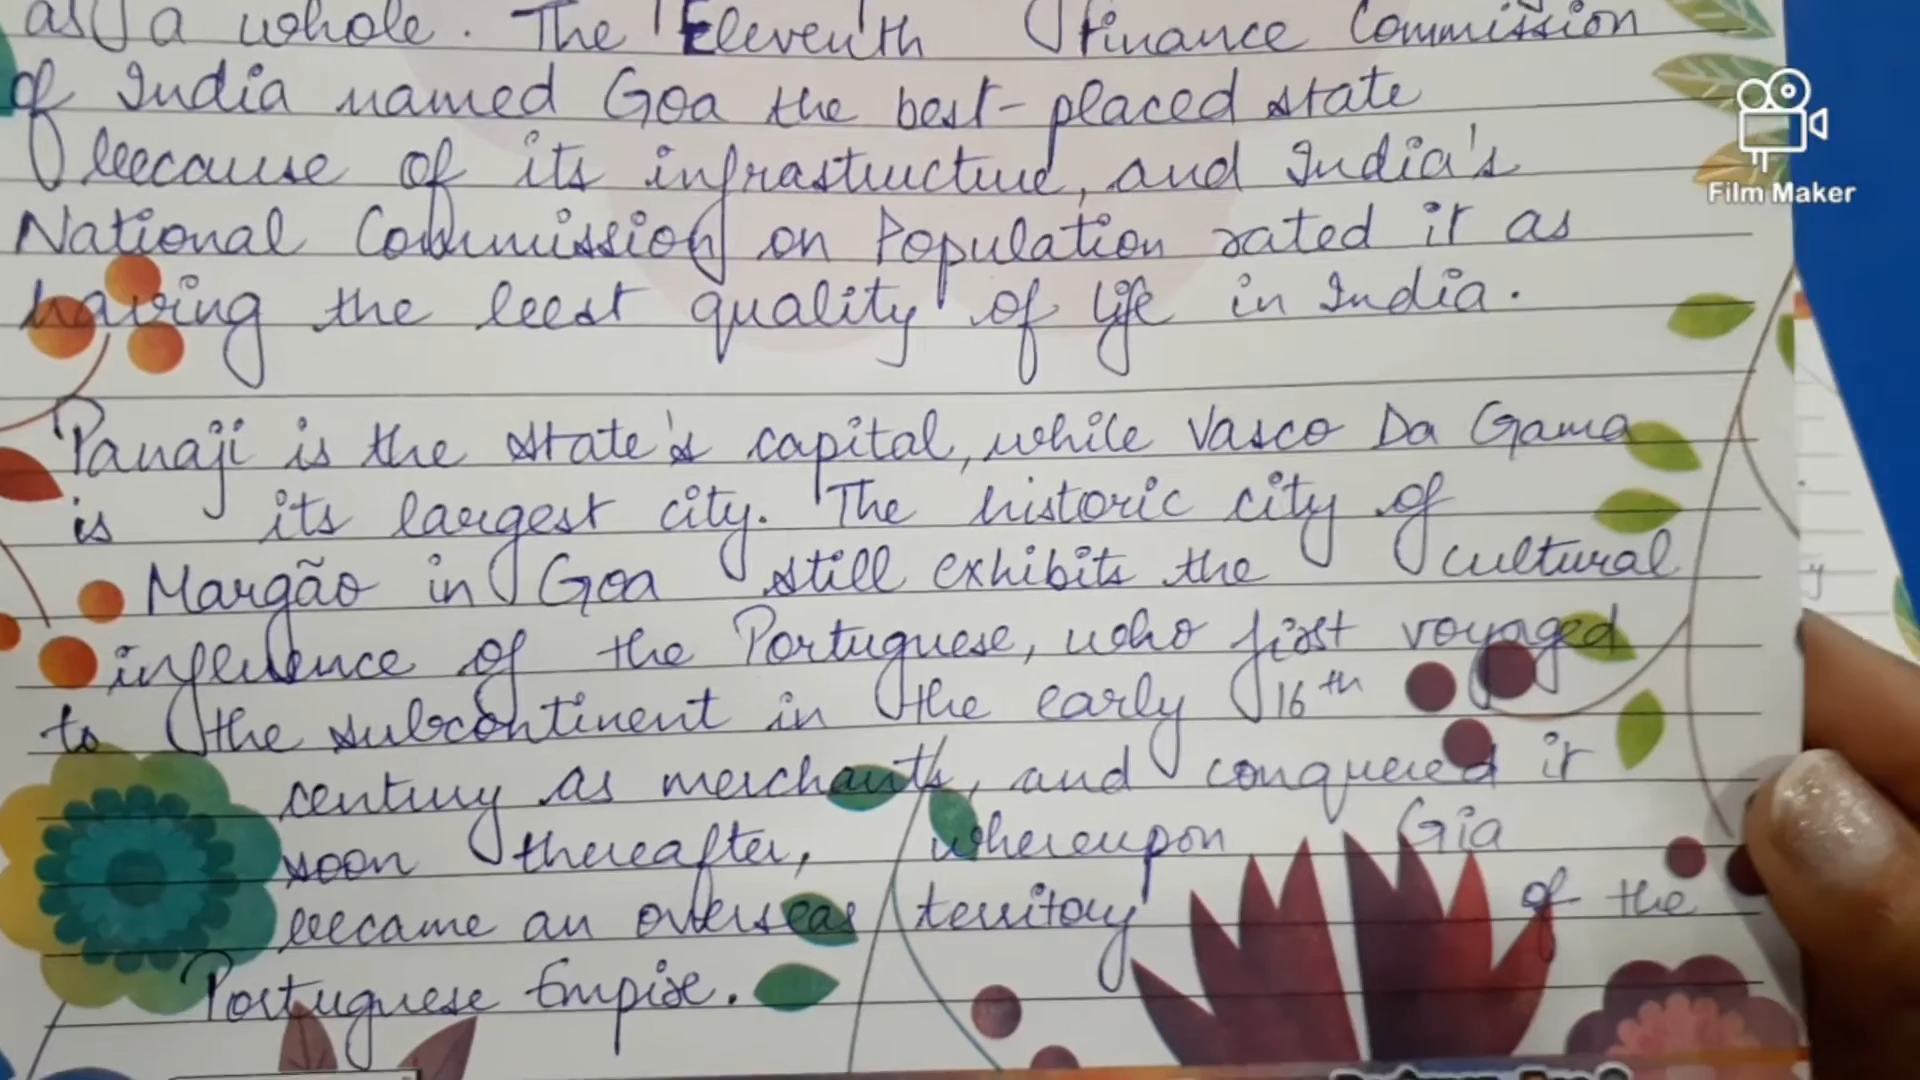 as a whole. The Eleventh Finance Commission
of India named Goa the best-placed state
because of its infrastructure, and India's
National Commission on Population rated it as
having the best quality of life in India.
Panaji is the state's capital, while Vasco Da Gama
is its largest city. The historic city of
Margão in Goa still exhibits the cultural
influence of the Portuguese, who first voyaged
to the subcontinent in the early 16th
century as merchants, and conquered it
soon thereafter, whereupon Gia
became an overseas territory of the
Portuguese Empire.
Film Maker